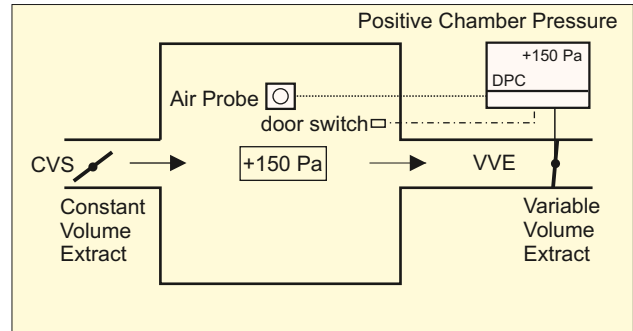 Positive Chamber Pressure
+150 Pa
DPC
Air Probe
door switch
CVS
+150 Pa
VVE
Constant
Volume
Extract
Variable
Volume
Extract